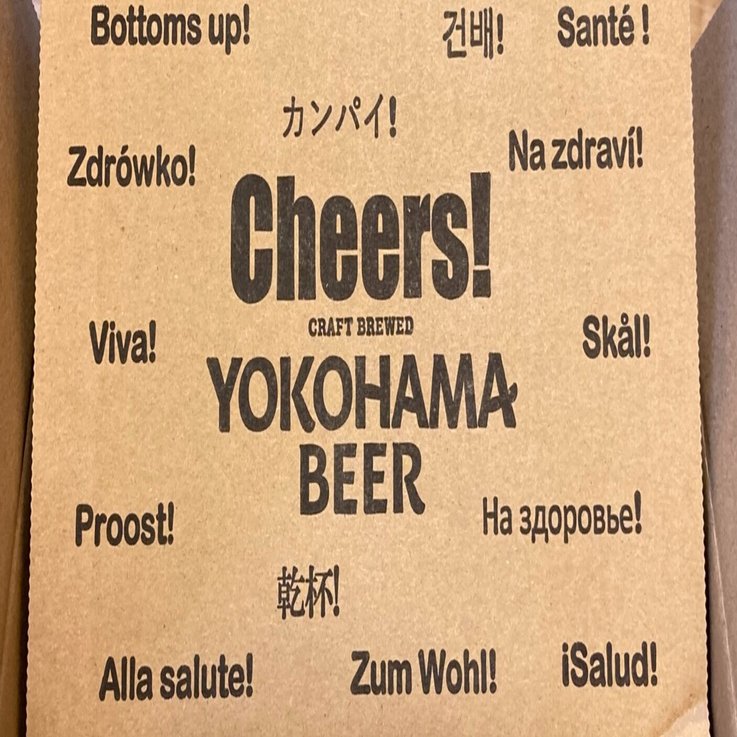 Bottoms up!
건배!
Santé !
カンパイ!
Zdrówko!
Na zdraví!
Cheers!
CRAFT BREWED
Viva!
Skål!
YOKOHAMA
BEER
Proost!
На здоровье!
乾杯!
Alla salute!
Zum Wohl!
¡Salud!